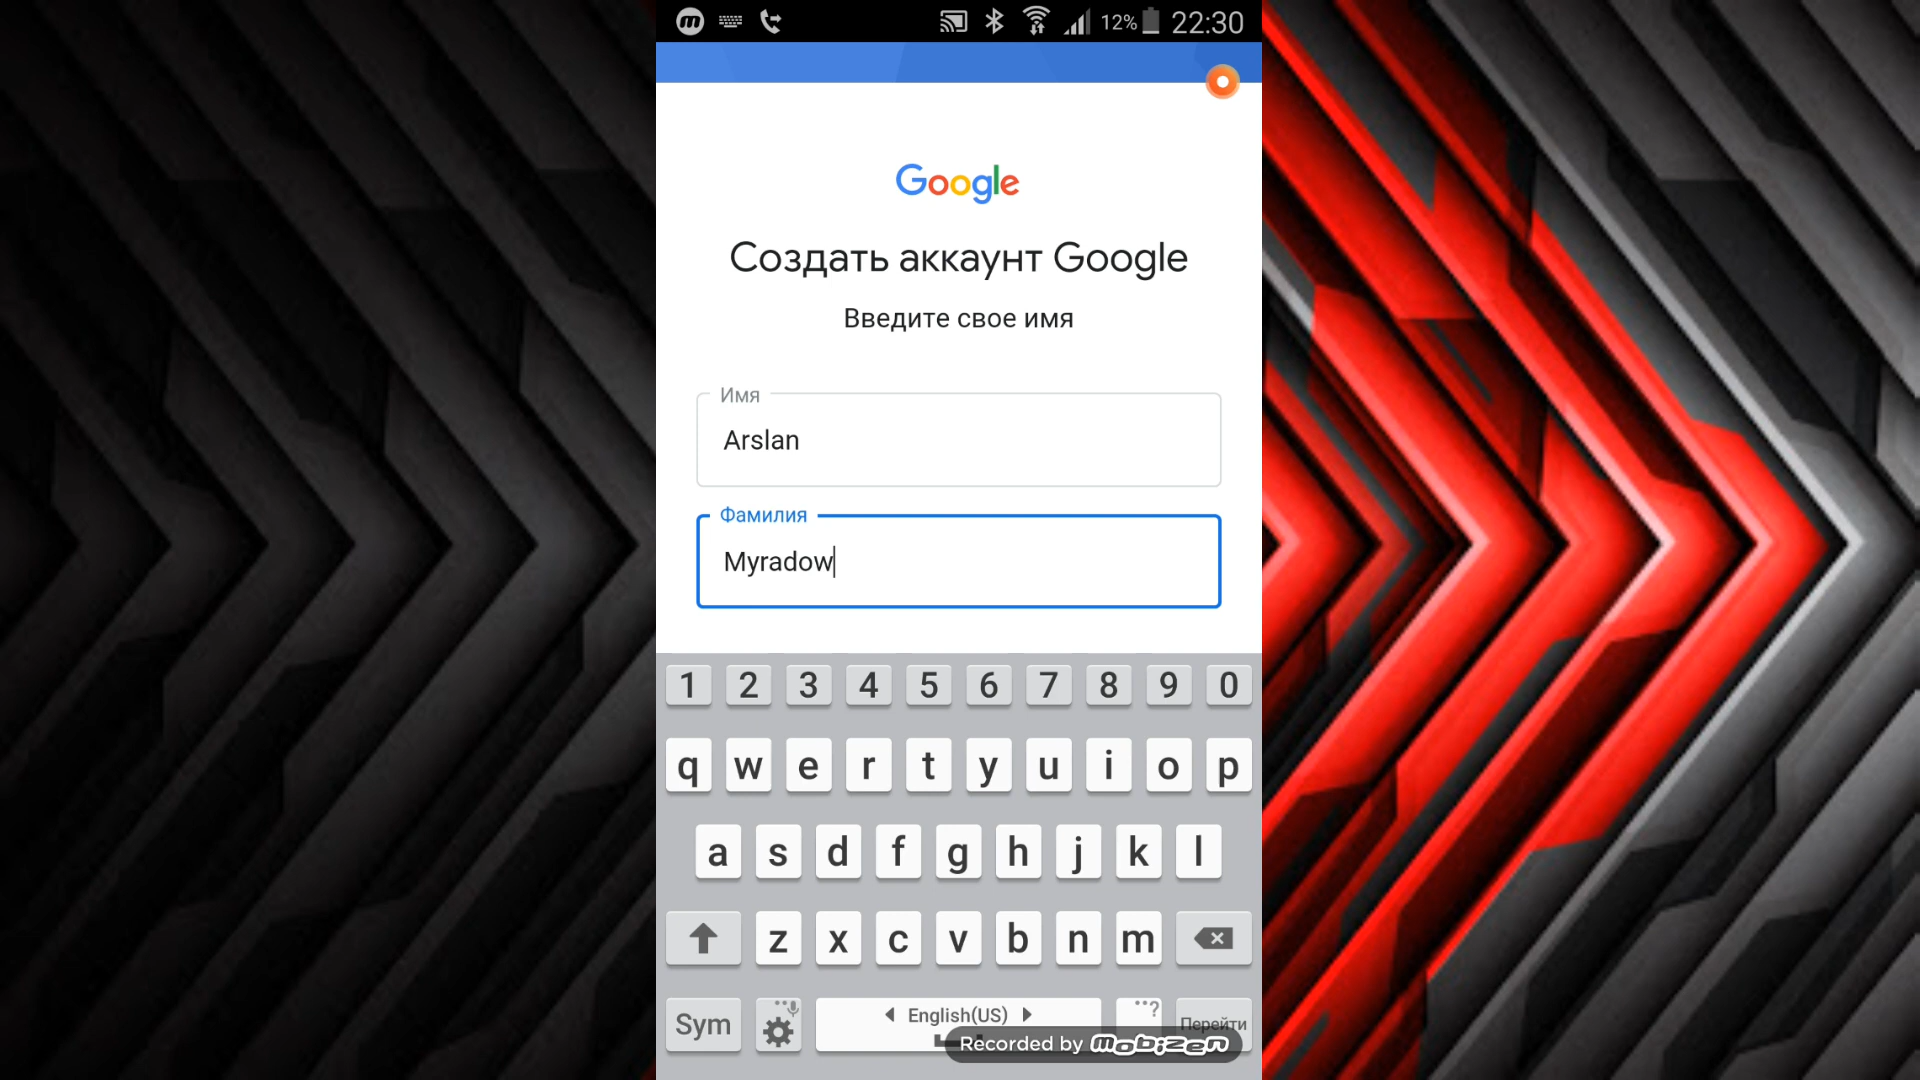 12% 22:30
Google
Создать аккаунт Google
Введите свое имя
Имя
Arslan
Фамилия
Myradow
1 2 3 4 5 6 7 8 9 0
q w e r t y u i o p
a s d f g h j k l
z x c v b n m
Sym English(US) ...? Перейти
Recorded by mobizen